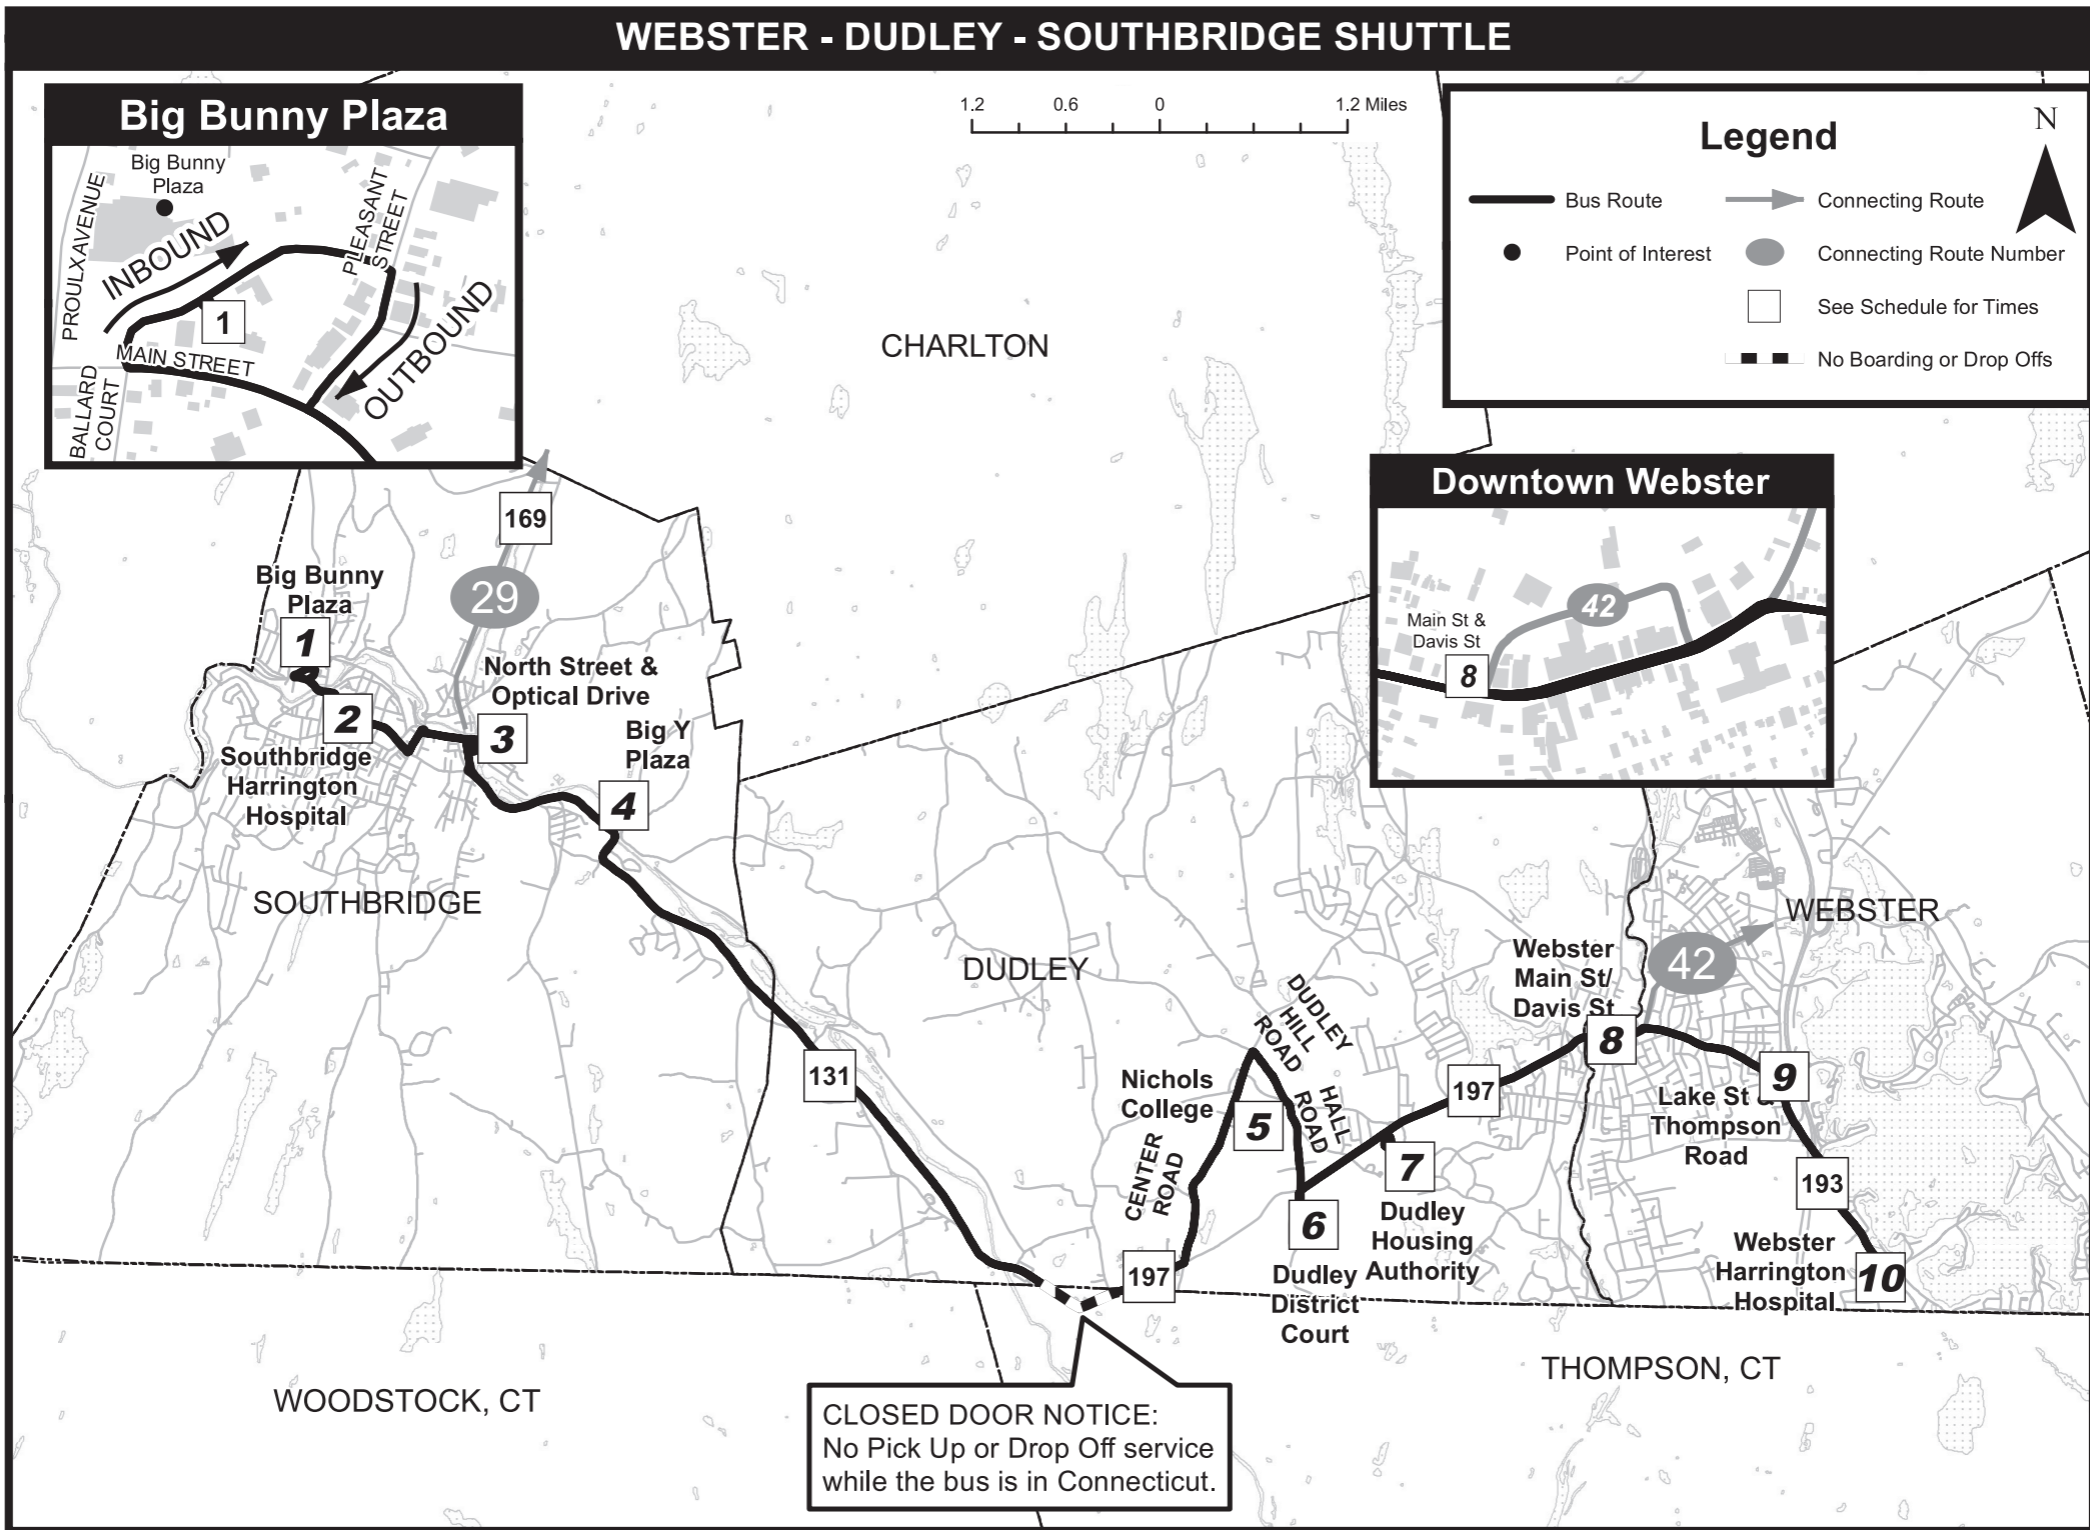 WEBSTER - DUDLEY - SOUTHBRIDGE SHUTTLE
Big Bunny Plaza
Big Bunny
Plaza
PROULXAVENUE
INBOUND
PLEASANT
STREET
1
OUTBOUND
MAIN STREET
BALLARD
COURT
1.2
0.6
0
1.2 Miles
Legend
N
Bus Route
Connecting Route
Point of Interest
Connecting Route Number
See Schedule for Times
No Boarding or Drop Offs
CHARLTON
Downtown Webster
42
Main St &
Davis St
8
169
29
Big Bunny
Plaza
1
North Street &
Optical Drive
2
3
Big Y
Plaza
Southbridge
Harrington
Hospital
4
SOUTHBRIDGE
WEBSTER
DUDLEY
Webster
Main St/
Davis St
42
8
131
DUDLEY
HILL
ROAD
Nichols
College
5
HALL
ROAD
CENTER
ROAD
197
9
Lake St &
Thompson
Road
7
193
6
Dudley
Housing
Authority
197
Dudley
District
Court
Webster
Harrington
Hospital
10
WOODSTOCK, CT
THOMPSON, CT
CLOSED DOOR NOTICE:
No Pick Up or Drop Off service
while the bus is in Connecticut.